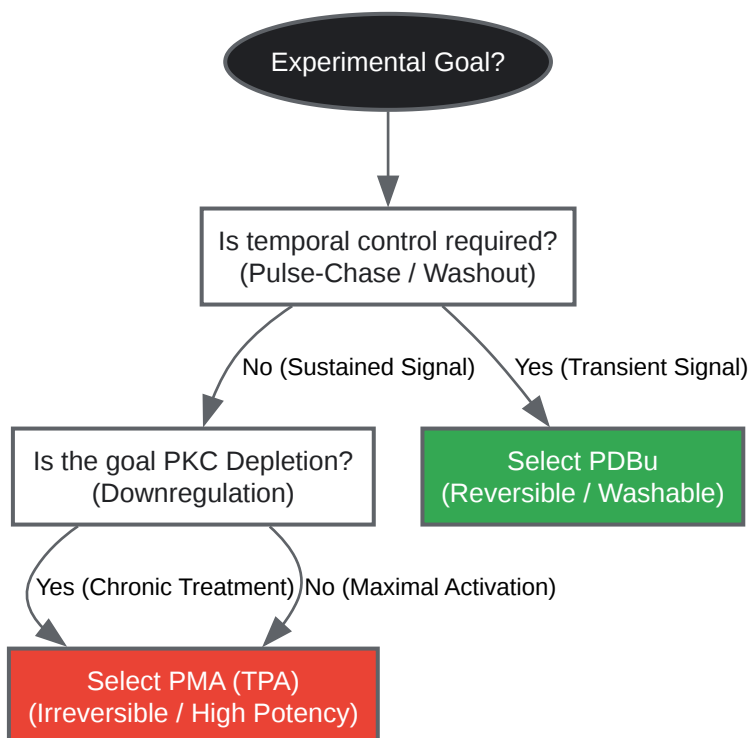 Experimental Goal?
Is temporal control required?
(Pulse-Chase / Washout)
No (Sustained Signal)
Yes (Transient Signal)
Is the goal PKC Depletion?
(Downregulation)
Select PDBu
(Reversible / Washable)
Yes (Chronic Treatment)
No (Maximal Activation)
Select PMA (TPA)
(Irreversible / High Potency)